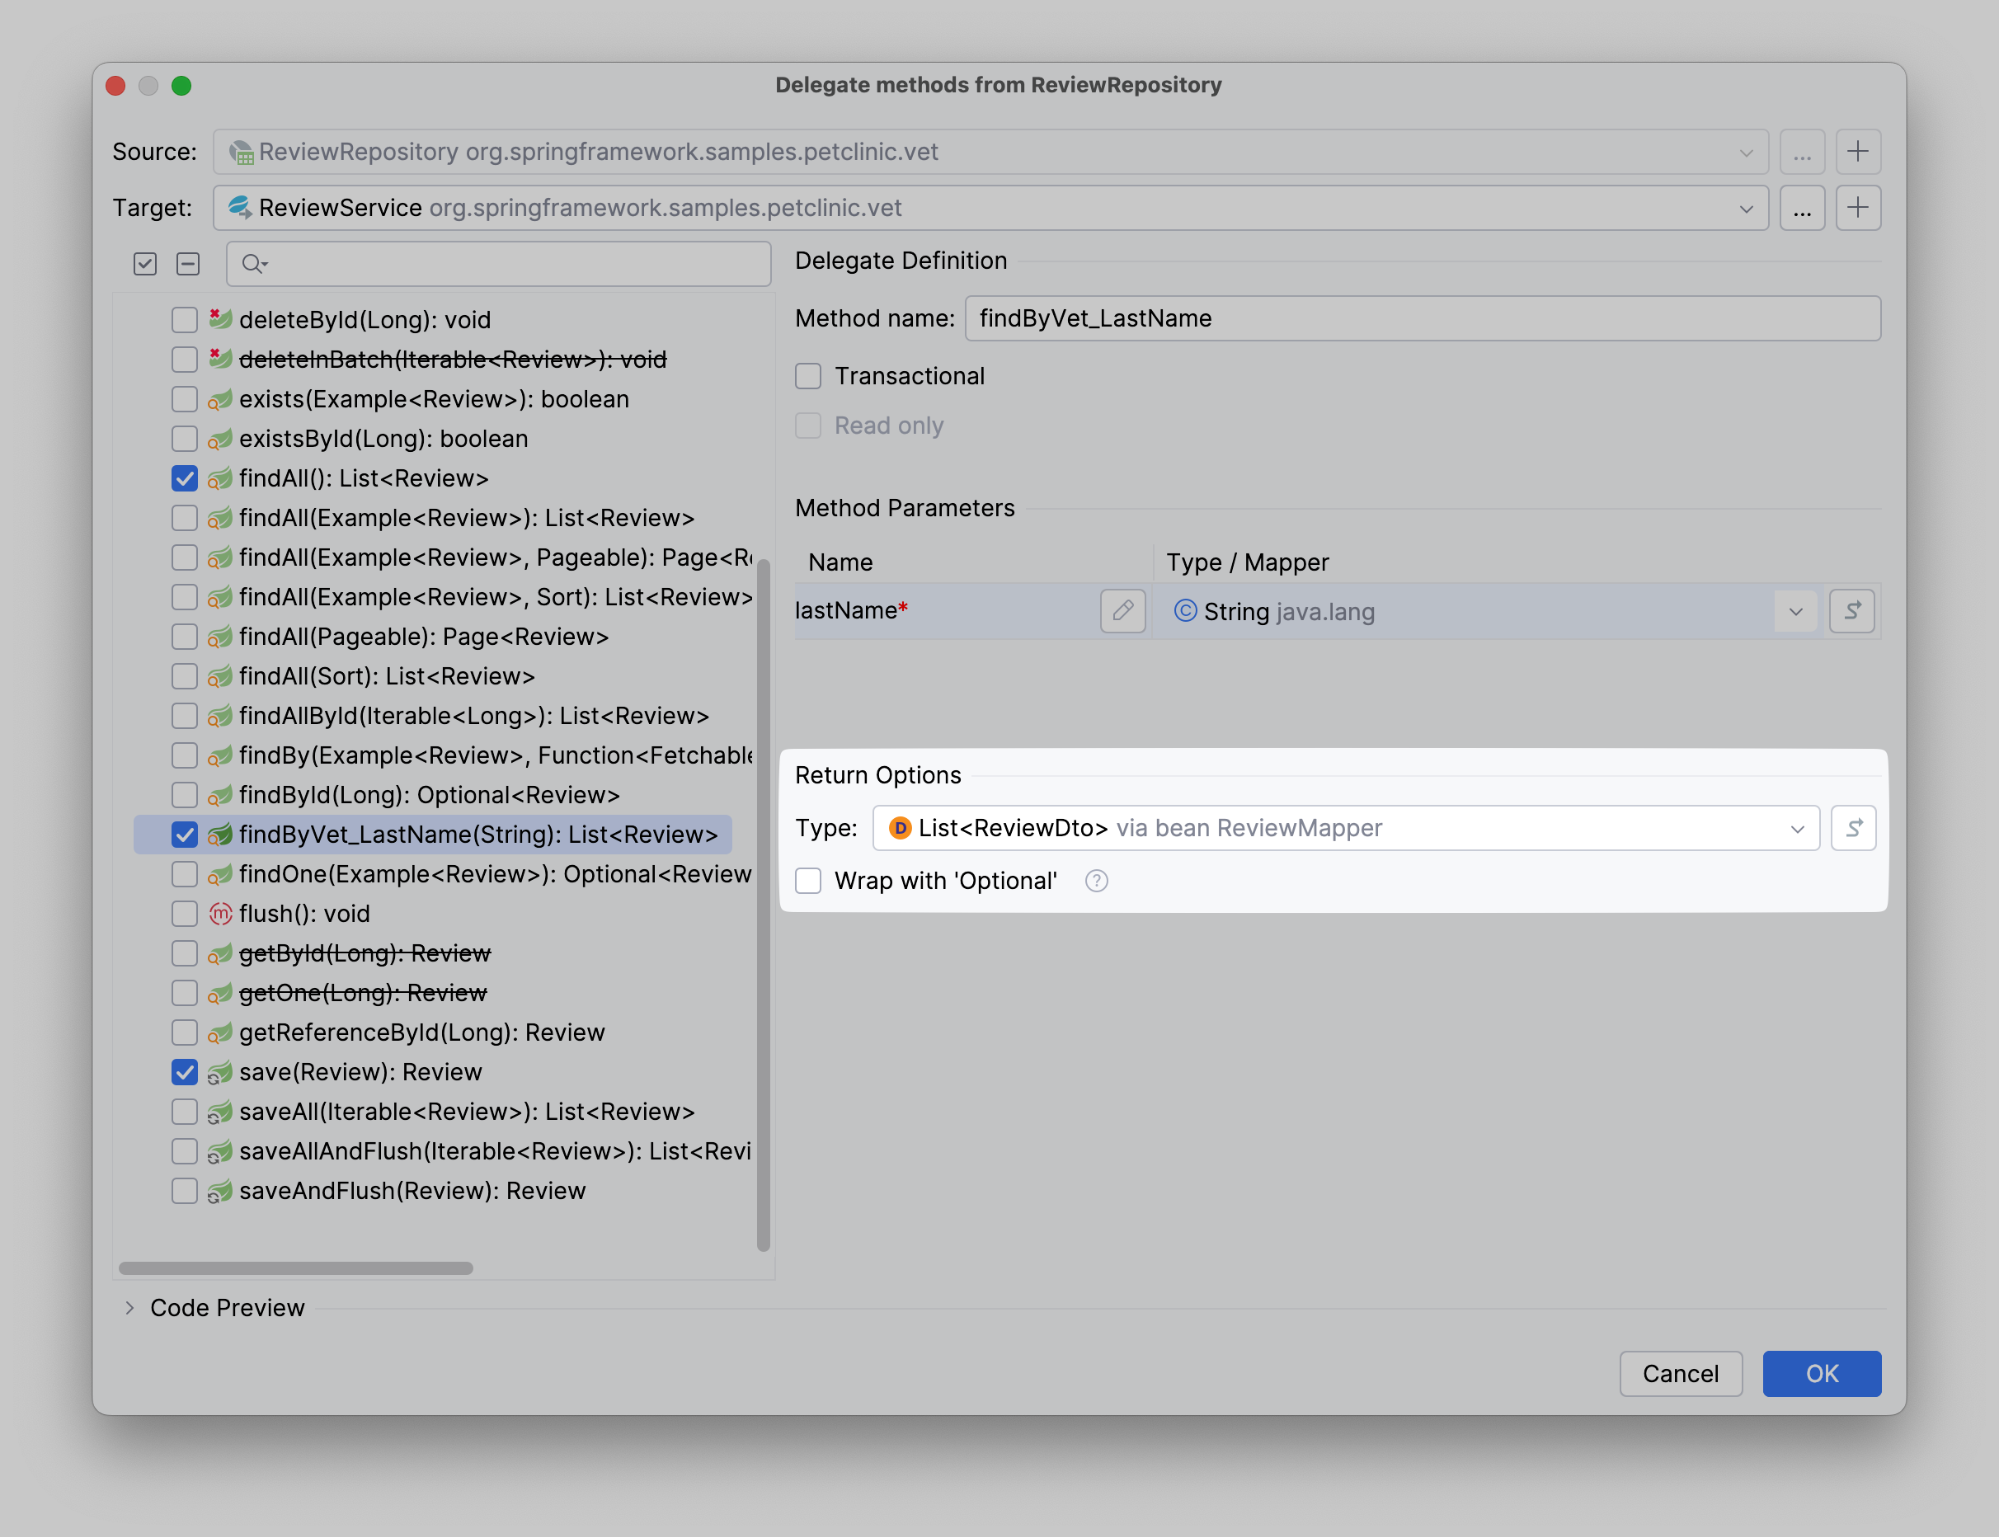 Delegate methods from ReviewRepository
Source: ReviewRepository org.springframework.samples.petclinic.vet ...
Target: ReviewService org.springframework.samples.petclinic.vet ...
deleteById(Long): void
deleteInBatch(Iterable<Review>): void
exists(Example<Review>): boolean
existsById(Long): boolean
findAll(): List<Review>
findAll(Example<Review>): List<Review>
findAll(Example<Review>, Pageable): Page<Re
findAll(Example<Review>, Sort): List<Review>
findAll(Pageable): Page<Review>
findAll(Sort): List<Review>
findAllById(Iterable<Long>): List<Review>
findBy(Example<Review>, Function<Fetchable
findById(Long): Optional<Review>
findByVet_LastName(String): List<Review>
findOne(Example<Review>): Optional<Review
flush(): void
getById(Long): Review
getOne(Long): Review
getReferenceById(Long): Review
save(Review): Review
saveAll(Iterable<Review>): List<Review>
saveAllAndFlush(Iterable<Review>): List<Revi
saveAndFlush(Review): Review
Delegate Definition
Method name: findByVet_LastName
Transactional
Read only
Method Parameters
Name Type / Mapper
lastName* String java.lang
Return Options
Type: List<ReviewDto> via bean ReviewMapper
Wrap with 'Optional'
Code Preview
Cancel OK